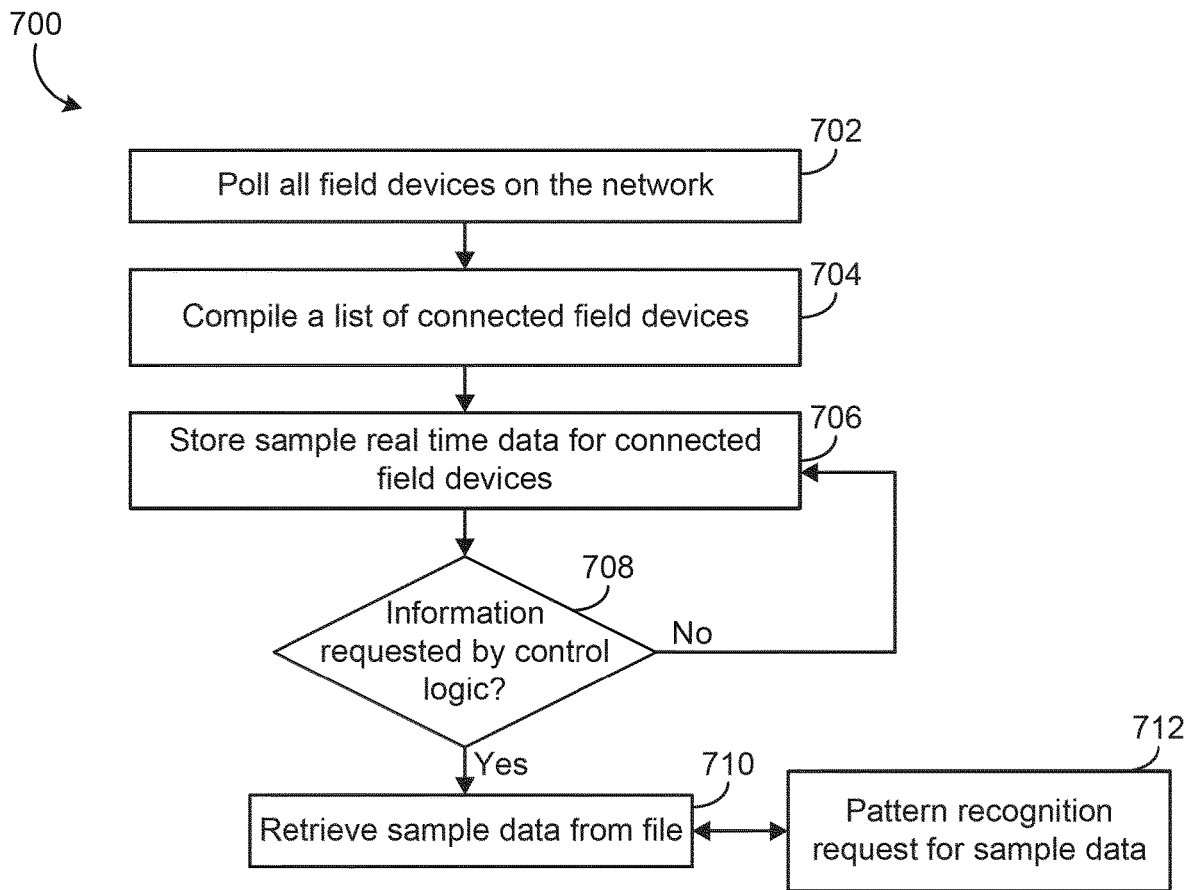 700
702
Poll all field devices on the network
704
Compile a list of connected field devices
706
Store sample real time data for connected
field devices
708
Information
requested by control
logic?
No
Yes
710
Retrieve sample data from file
712
Pattern recognition
request for sample data